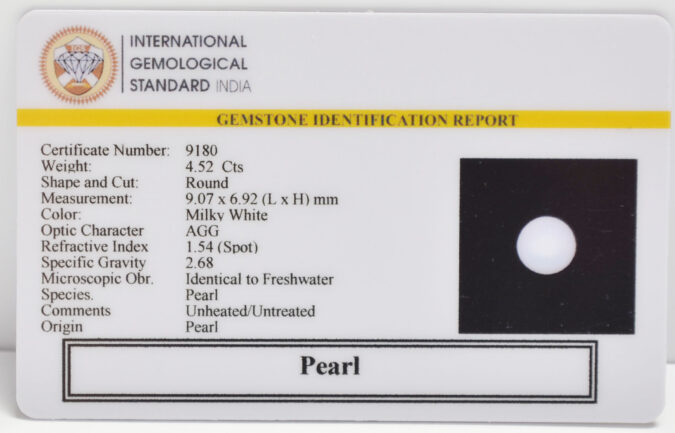 IGS
INTERNATIONAL
GEMOLOGICAL
STANDARD INDIA
GEMSTONE IDENTIFICATION REPORT
Certificate Number: 9180
Weight: 4.52 Cts
Shape and Cut: Round
Measurement: 9.07 x 6.92 (L x H) mm
Color: Milky White
Optic Character AGG
Refractive Index 1.54 (Spot)
Specific Gravity 2.68
Microscopic Obr. Identical to Freshwater
Species. Pearl
Comments Unheated/Untreated
Origin Pearl
Pearl